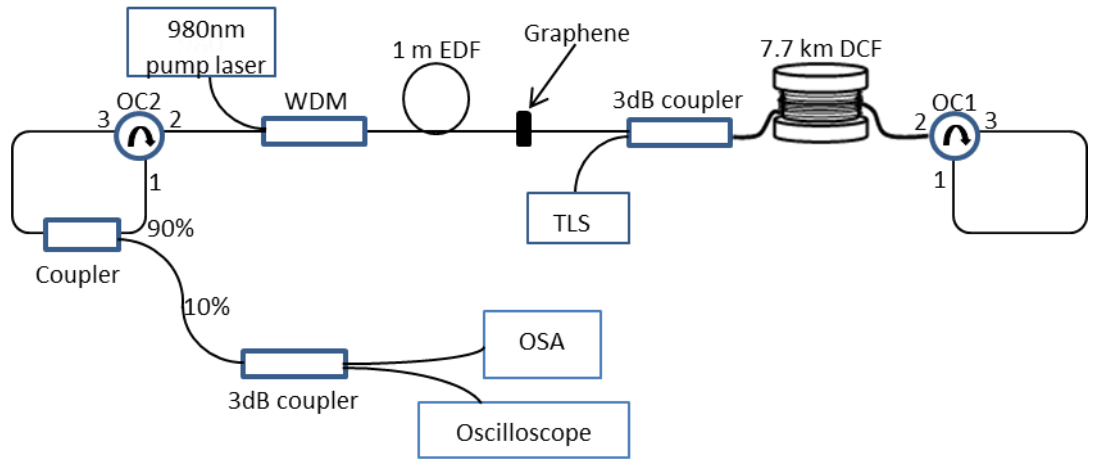 980nm
pump laser
1 m EDF
Graphene
7.7 km DCF
OC2
WDM
3dB coupler
OC1
3
2
2
3
1
1
TLS
90%
Coupler
10%
OSA
3dB coupler
Oscilloscope